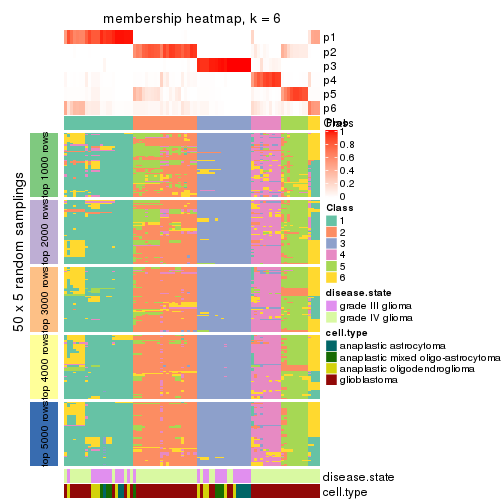 membership heatmap, k = 6
p1
p2
p3
p4
p5
p6
Class
Prob
1
0.8
0.6
0.4
0.2
0
Class
1
2
3
4
5
6
disease.state
grade III glioma
grade IV glioma
cell.type
anaplastic astrocytoma
anaplastic mixed oligo-astrocytoma
anaplastic oligodendroglioma
glioblastoma
50 x 5 random samplings
top 1000 rows
top 2000 rows
top 3000 rows
top 4000 rows
top 5000 rows
disease.state
cell.type